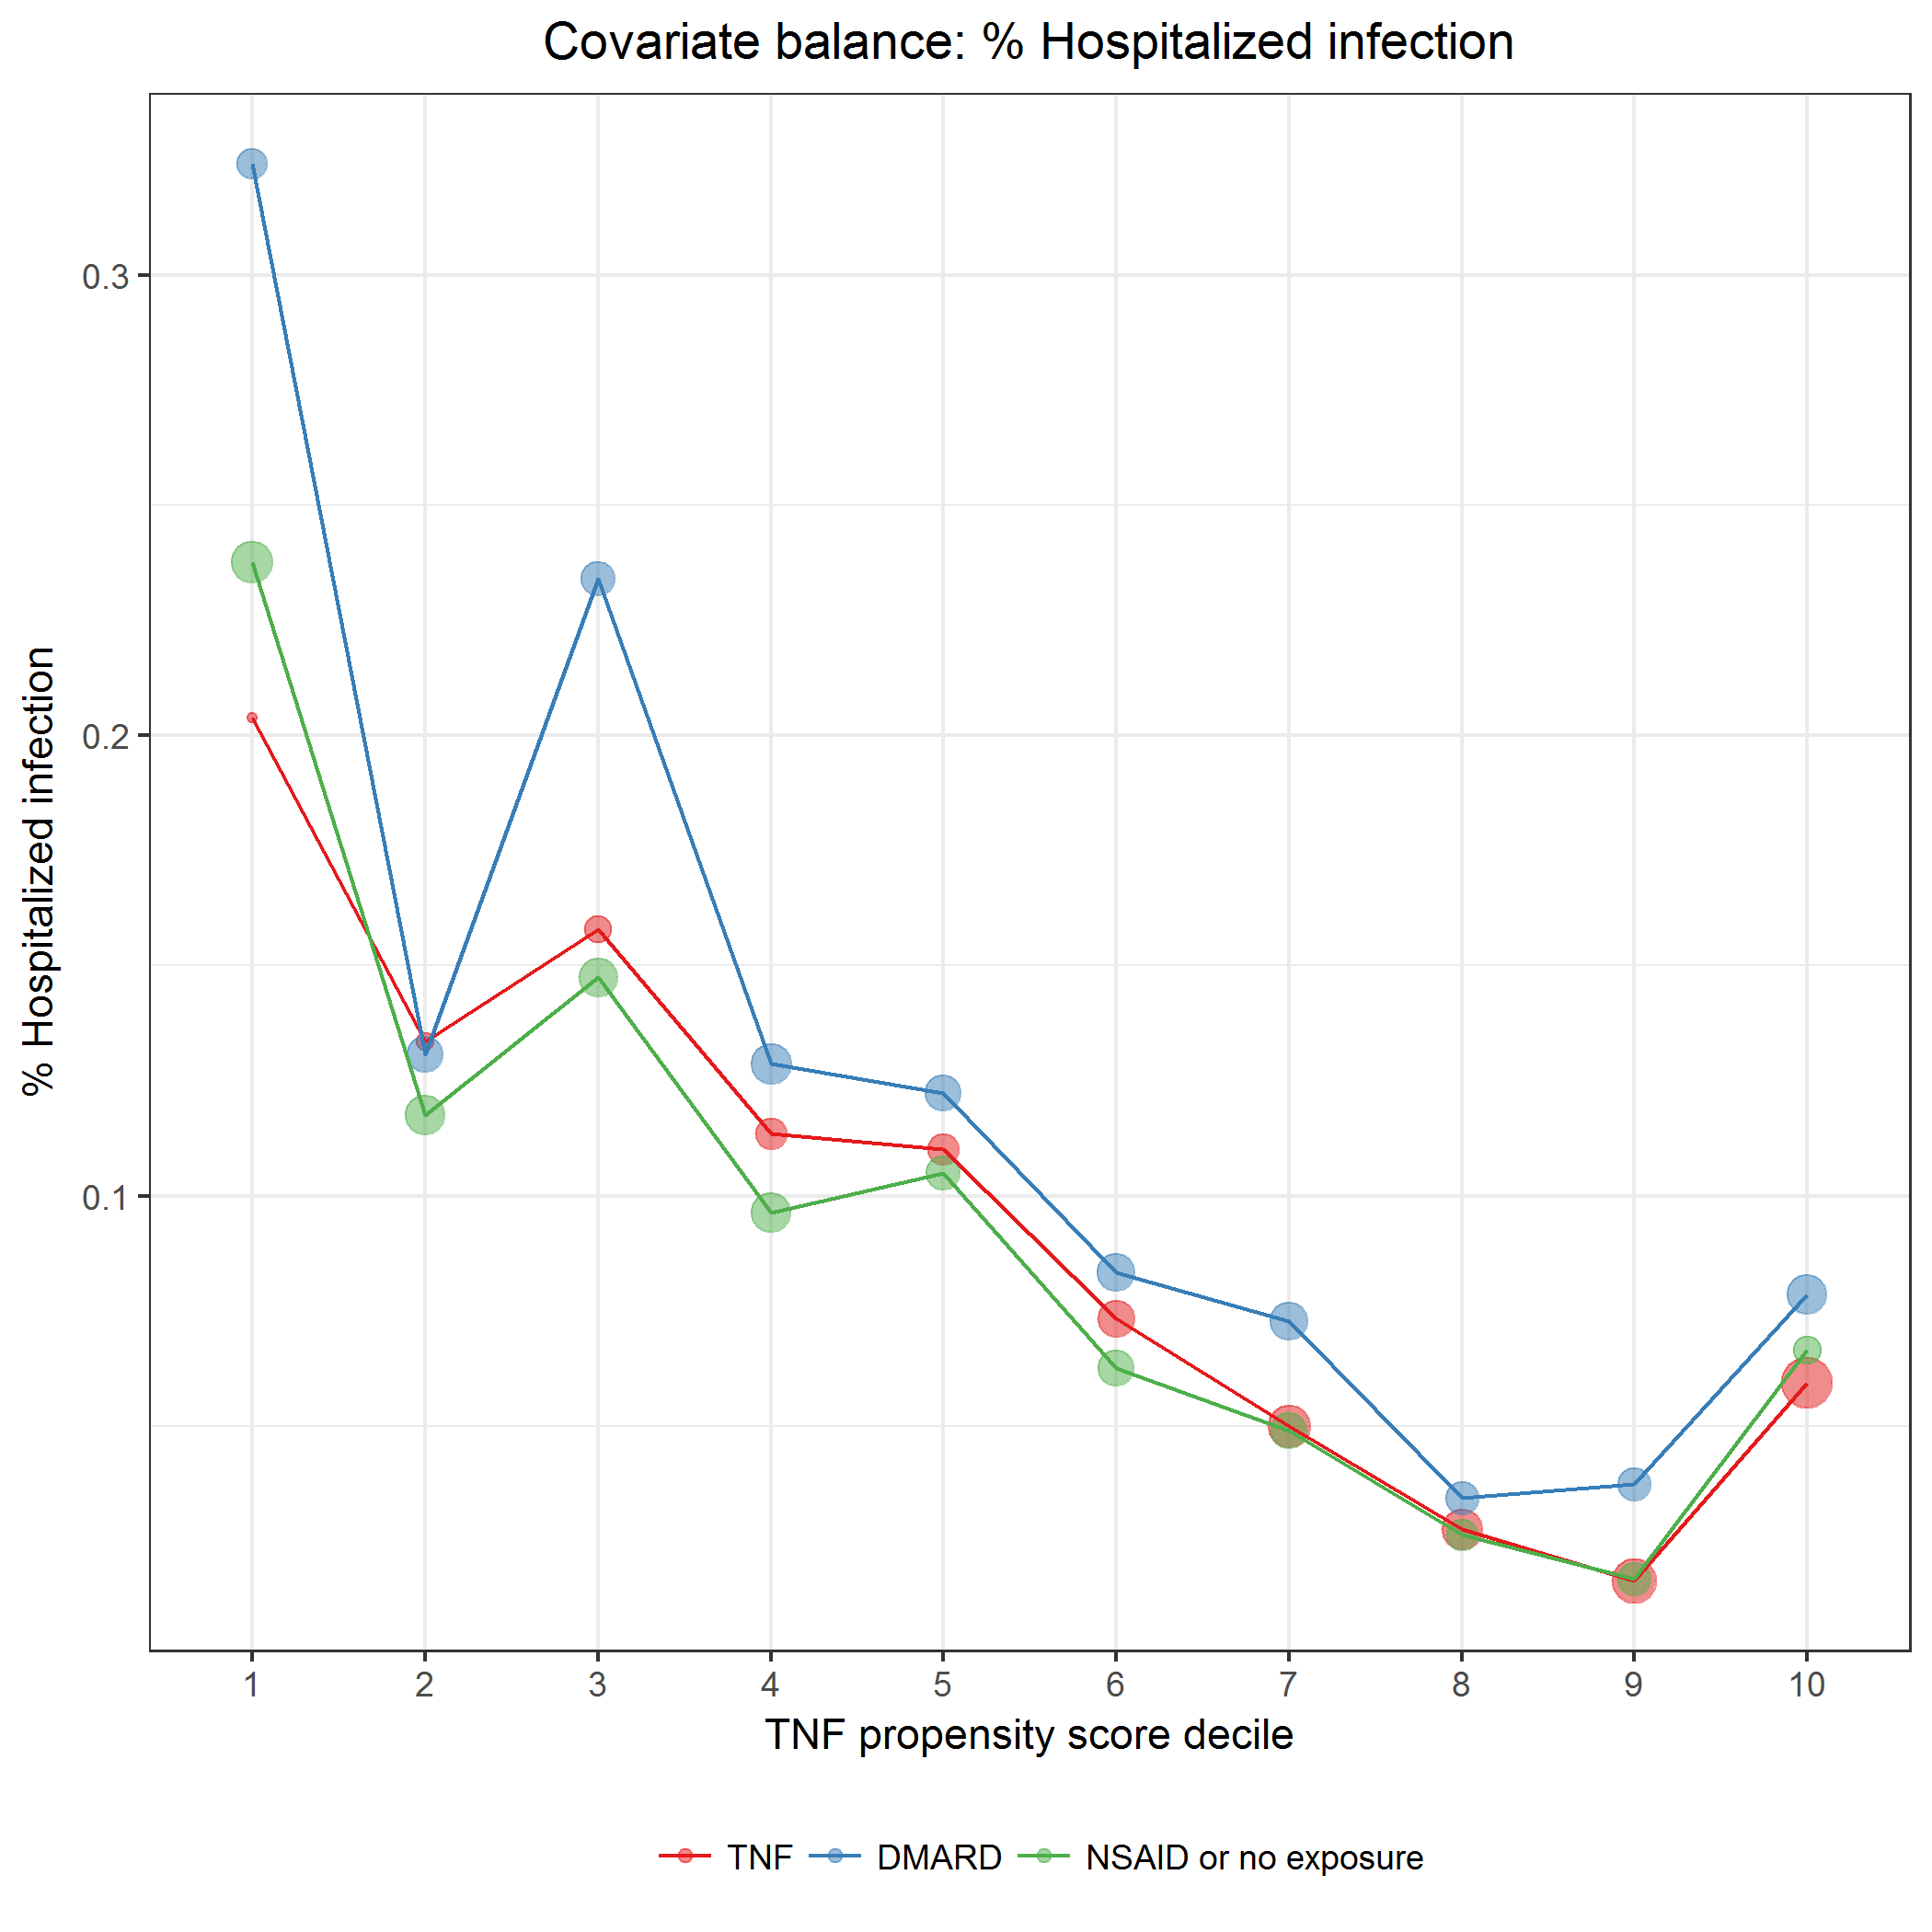 Covariate balance: % Hospitalized infection
% Hospitalized infection
0.3
0.2
0.1
1 2 3 4 5 6 7 8 9 10
TNF propensity score decile
TNF DMARD NSAID or no exposure